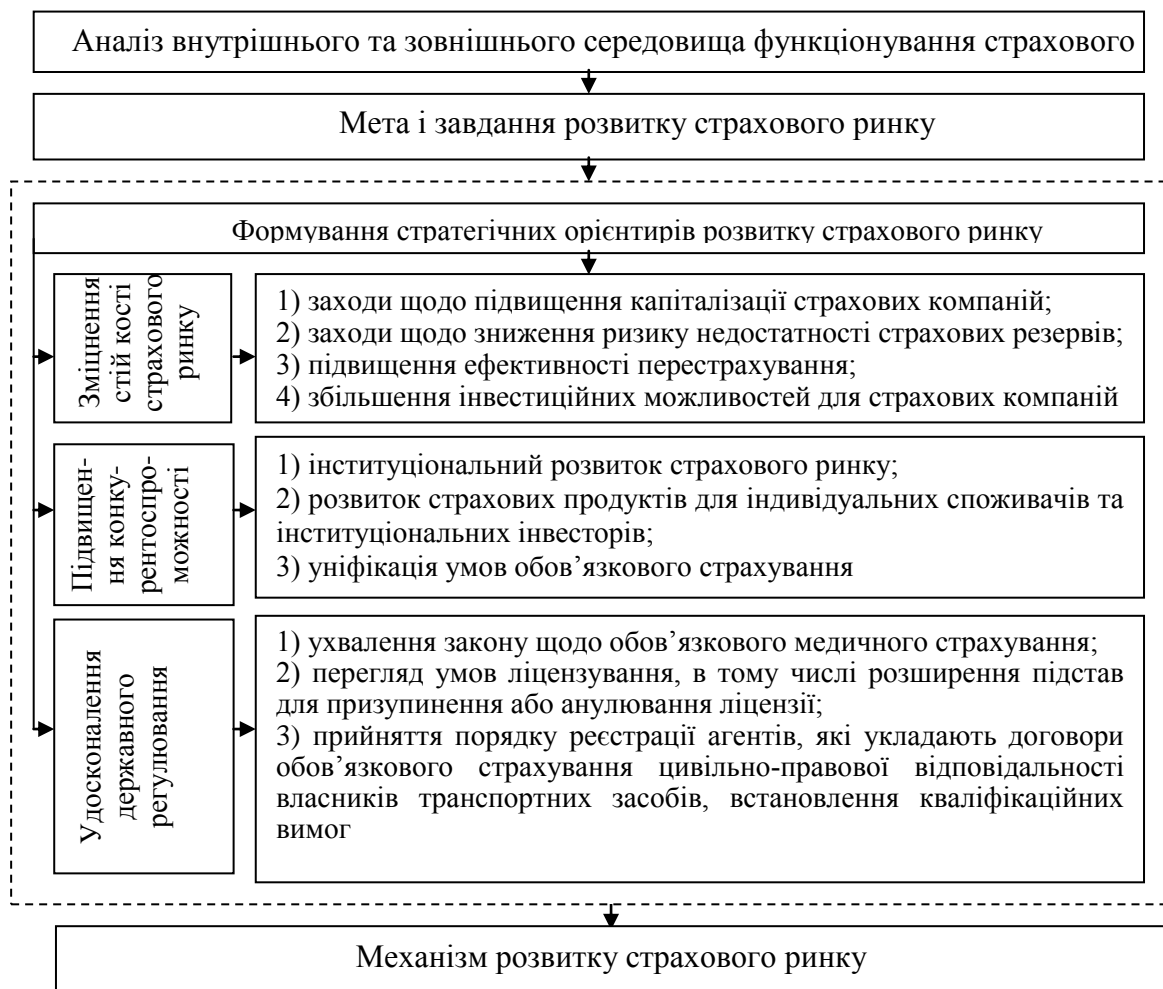 Аналіз внутрішнього та зовнішнього середовища функціонування страхового
Мета і завдання розвитку страхового ринку
Формування стратегічних орієнтирів розвитку страхового ринку
Зміцнення
стій кості
страхового
ринку
1) заходи щодо підвищення капіталізації страхових компаній;
2) заходи щодо зниження ризику недостатності страхових резервів;
3) підвищення ефективності перестрахування;
4) збільшення інвестиційних можливостей для страхових компаній
Підвищен-
ня конку-
рентоспро-
можності
1) інституціональний розвиток страхового ринку;
2) розвиток страхових продуктів для індивідуальних споживачів та
інституціональних інвесторів;
3) уніфікація умов обов’язкового страхування
Удосконалення
державного
регулювання
1) ухвалення закону щодо обов’язкового медичного страхування;
2) перегляд умов ліцензування, в тому числі розширення підстав
для призупинення або анулювання ліцензії;
3) прийняття порядку реєстрації агентів, які укладають договори
обов’язкового страхування цивільно-правової відповідальності
власників транспортних засобів, встановлення кваліфікаційних
вимог
Механізм розвитку страхового ринку